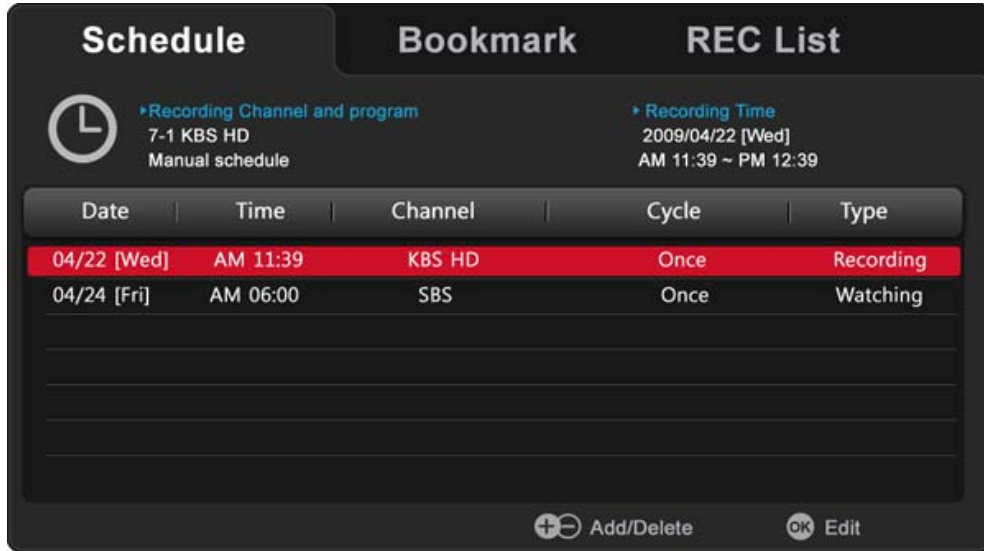 Schedule Bookmark REC List
▸Recording Channel and program ▸ Recording Time
7-1 KBS HD 2009/04/22 [Wed]
Manual schedule AM 11:39 ~ PM 12:39
Date Time Channel Cycle Type
04/22 [Wed] AM 11:39 KBS HD Once Recording
04/24 [Fri] AM 06:00 SBS Once Watching
Add/Delete OK Edit